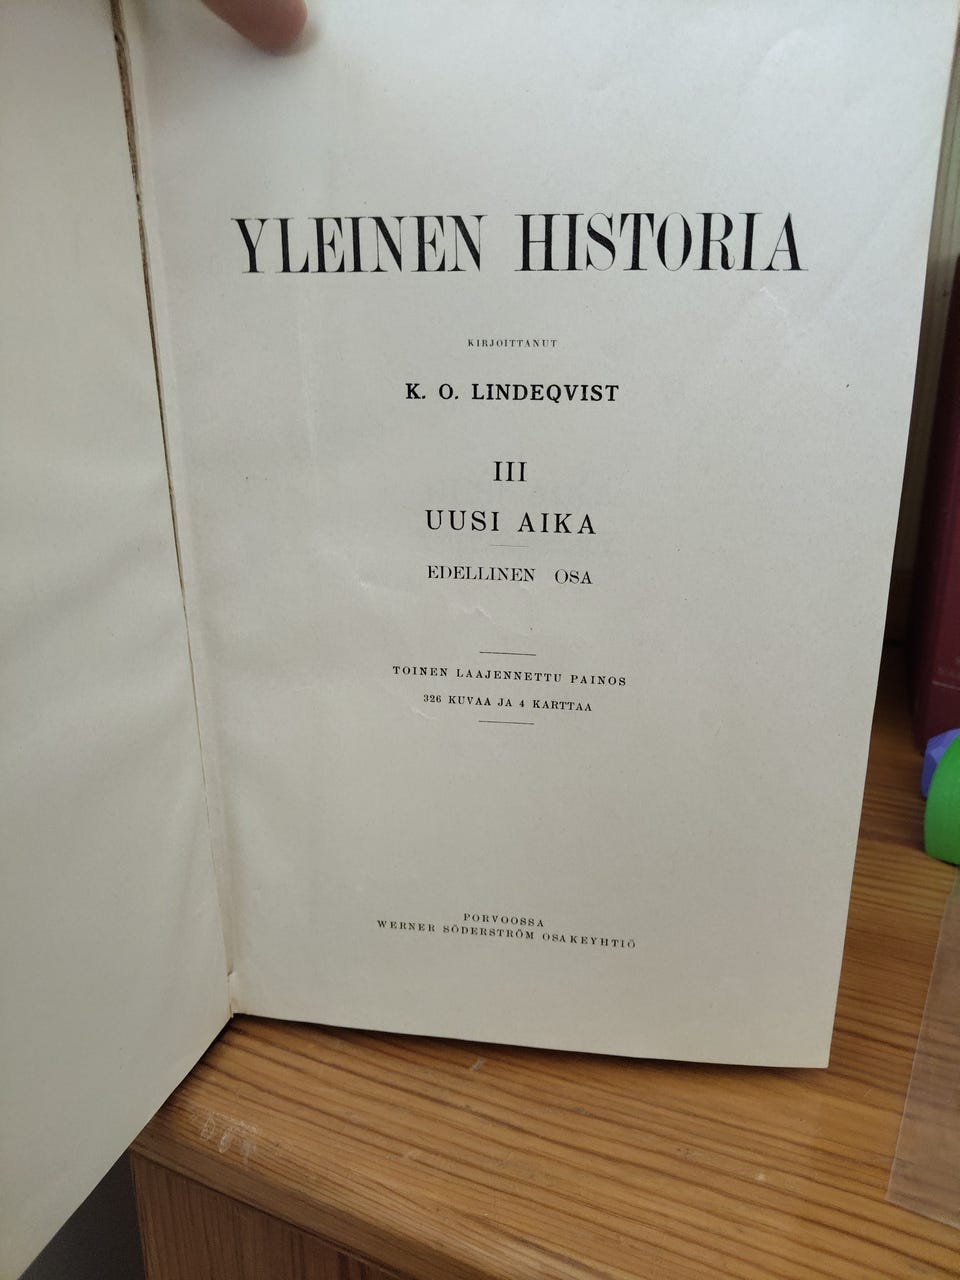 YLEINEN HISTORIA
KIRJOITTANUT
K. O. LINDEQVIST
III
UUSI AIKA
EDELLINEN OSA
TOINEN LAAJENNETTU PAINOS
326 KUVAA JA 4 KARTTAA
PORVOOSSA
WERNER SÖDERSTRÖM OSAKEYHTIÖ